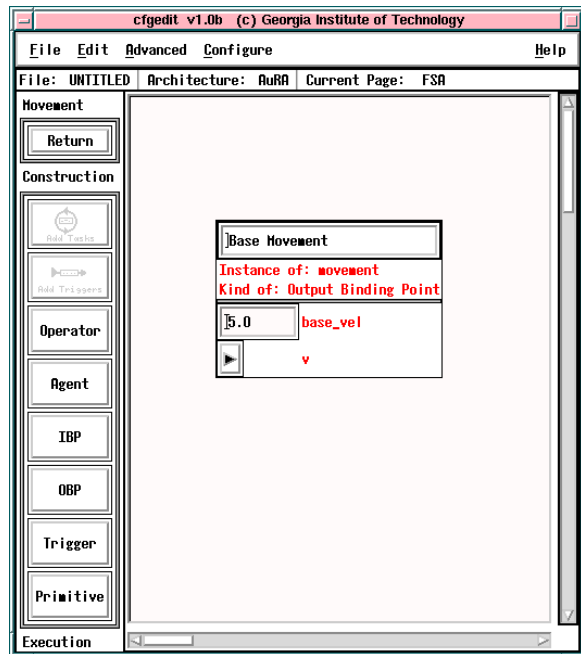 cfgedit v1.0b (c) Georgia Institute of Technology
File Edit Advanced Configure Help
File: UNTITLED Architecture: AuRA Current Page: FSA
Movement
Return
Construction
Add Tasks
Add Triggers
Operator
Agent
IBP
OBP
Trigger
Primitive
Execution
Base Movement
Instance of: movement
Kind of: Output Binding Point
5.0 base_vel
v